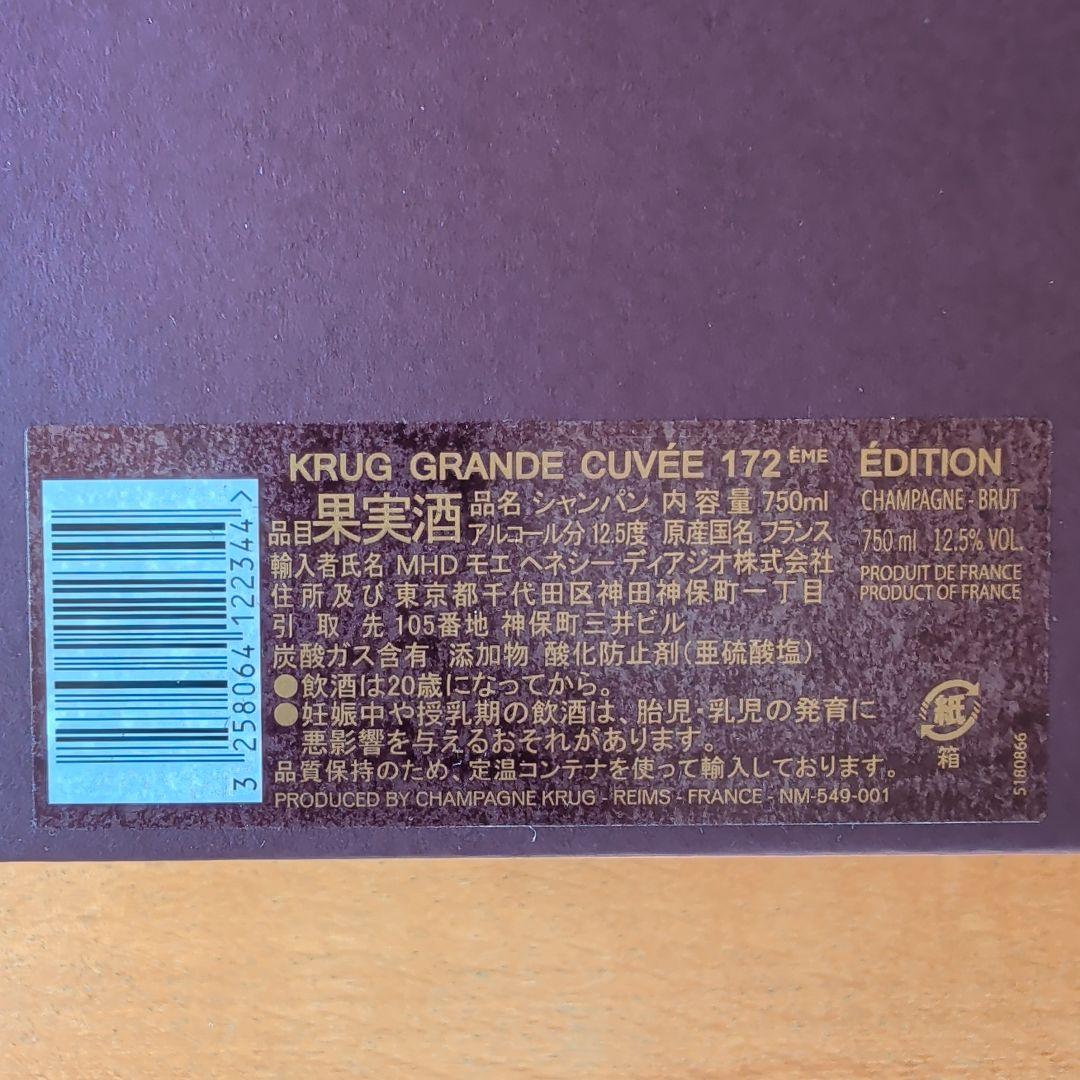 KRUG GRANDE CUVÉE 172 ÈME ÉDITION
品目 果実酒 品名 シャンパン 内容量 750ml
アルコール分 12.5度 原産国名 フランス
輸入者氏名 MHD モエ ヘネシー ディアジオ株式会社
住所及び 東京都千代田区神田神保町一丁目
引取先 105番地 神保町三井ビル
炭酸ガス含有 添加物 酸化防止剤(亜硫酸塩)
●飲酒は20歳になってから。
●妊娠中や授乳期の飲酒は、胎児・乳児の発育に
悪影響を与えるおそれがあります。
品質保持のため、定温コンテナを使って輸入しております。
PRODUCED BY CHAMPAGNE KRUG - REIMS - FRANCE - NM-549-001
CHAMPAGNE - BRUT
750 ml 12.5% VOL.
PRODUIT DE FRANCE
PRODUCT OF FRANCE
紙
箱
5180866
3 258064 122344 >